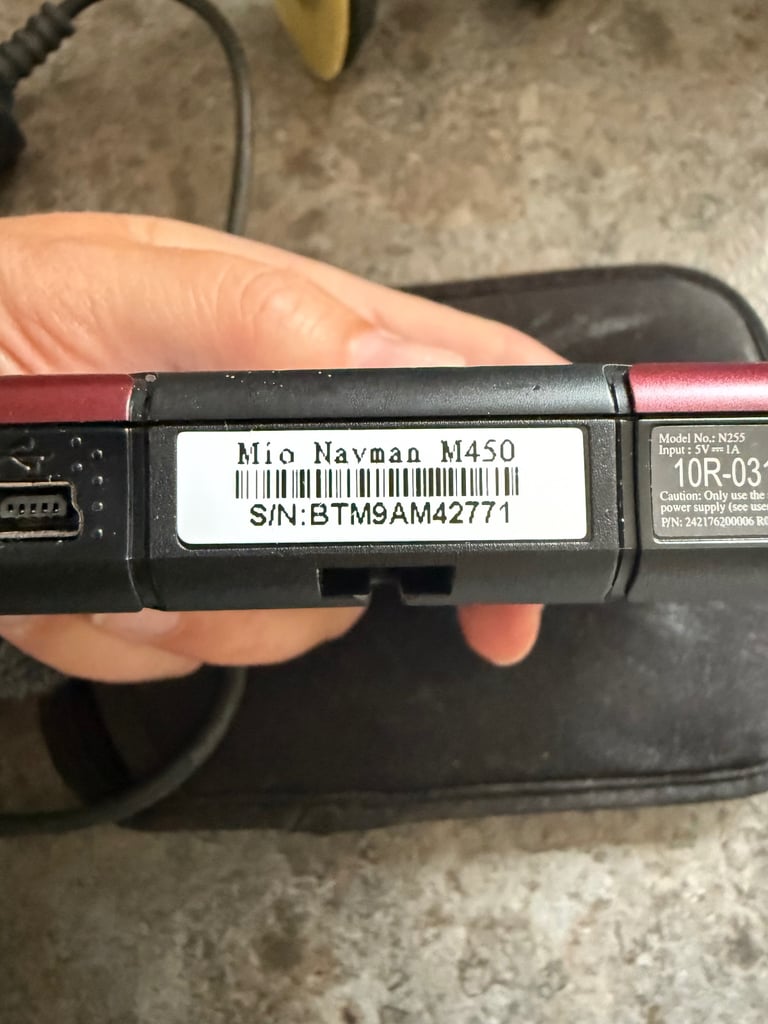 Mio Navman M450
S/N:BTM9AM42771
Model No.: N255
Input : 5V⎓1A
10R-031
Caution: Only use the
power supply (see user
P/N: 242176200006 R0